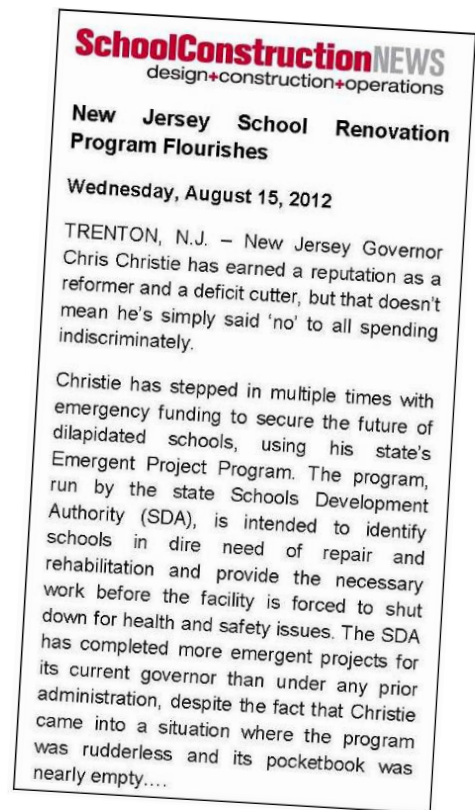 SchoolConstructionNEWS
design+construction+operations
New Jersey School Renovation
Program Flourishes
Wednesday, August 15, 2012
TRENTON, N.J. – New Jersey Governor
Chris Christie has earned a reputation as a
reformer and a deficit cutter, but that doesn't
mean he's simply said 'no' to all spending
indiscriminately.
Christie has stepped in multiple times with
emergency funding to secure the future of
dilapidated schools, using his state's
Emergent Project Program. The program,
run by the state Schools Development
Authority (SDA), is intended to identify
schools in dire need of repair and
rehabilitation and provide the necessary
work before the facility is forced to shut
down for health and safety issues. The SDA
has completed more emergent projects for
its current governor than under any prior
administration, despite the fact that Christie
came into a situation where the program
was rudderless and its pocketbook was
nearly empty….